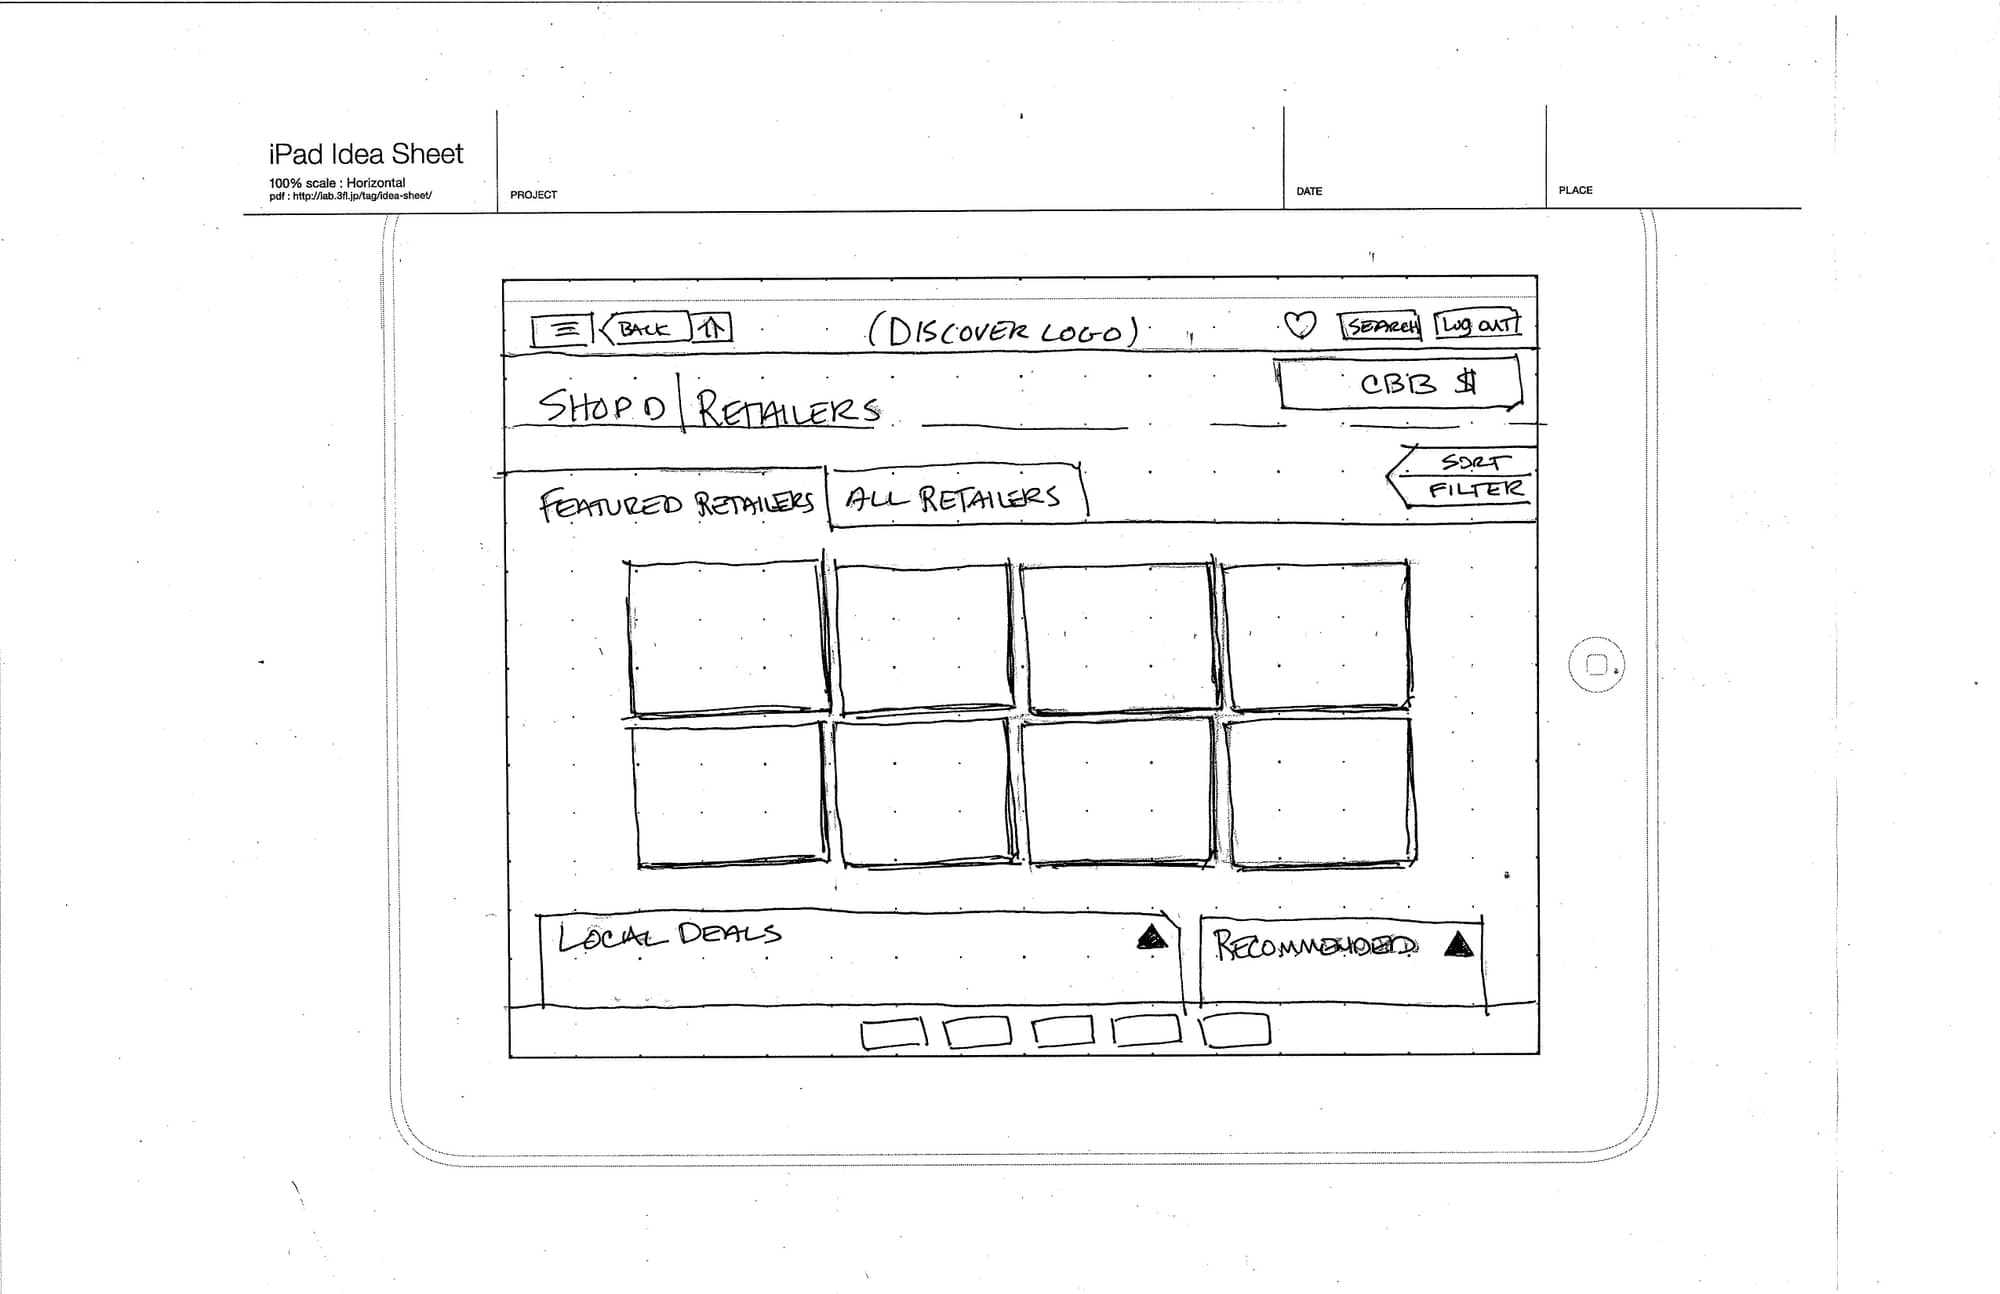 iPad Idea Sheet
100% scale : Horizontal
pdf : http://lab.3fl.jp/tag/idea-sheet/
PROJECT
DATE
PLACE
BACK
(DISCOVER LOGO)
SEARCH
LOG OUT
SHOP D | RETAILERS
CBB $
SORT
FILTER
FEATURED RETAILERS
ALL RETAILERS
LOCAL DEALS
RECOMMENDED